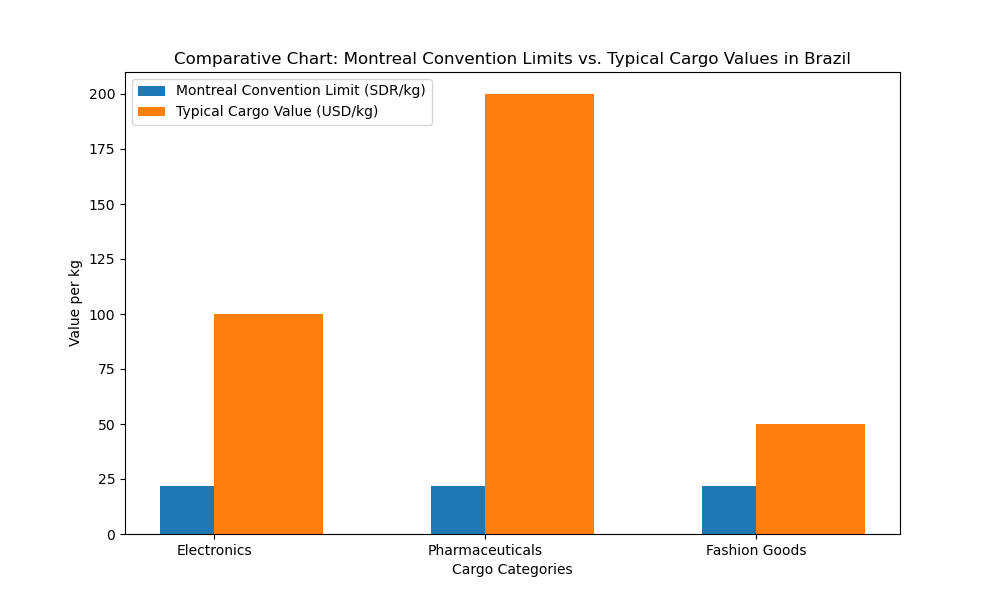 Comparative Chart: Montreal Convention Limits vs. Typical Cargo Values in Brazil
Montreal Convention Limit (SDR/kg)
Typical Cargo Value (USD/kg)
Value per kg
200
175
150
125
100
75
50
25
0
Electronics Pharmaceuticals Fashion Goods
Cargo Categories